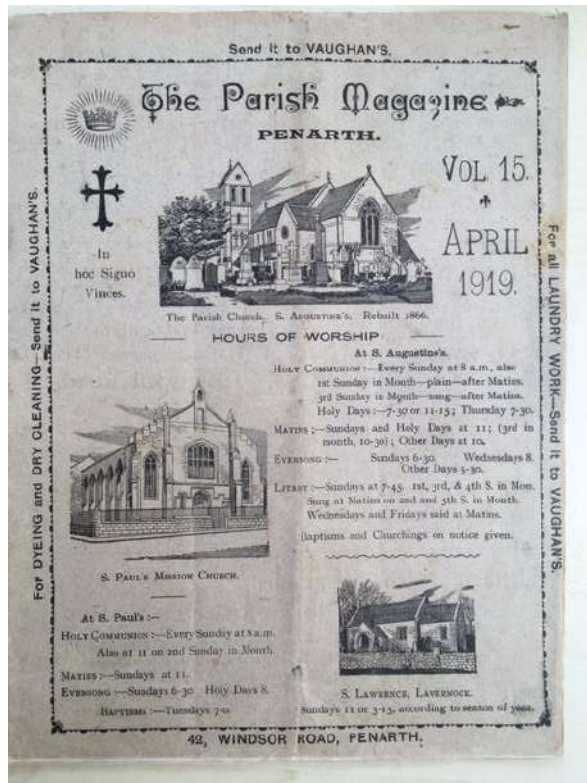 Send it to VAUGHAN'S.
The Parish Magazine
PENARTH.
VOL 15.
APRIL
1919.
In
hoc Signo
Vinces.
The Parish Church, S. AUGUSTINE'S. Rebuilt 1866.
HOURS OF WORSHIP
At S. Augustine's.
HOLY COMMUNION:—Every Sunday at 8 a.m., also
1st Sunday in Month—plain—after Matins.
3rd Sunday in Month—sung—after Matins.
Holy Days:—7-30 or 11-15; Thursday 7-30.
MATINS:—Sundays and Holy Days at 11; (3rd in
month, 10-30); Other Days at 10.
EVENSONG:— Sundays 6-30. Wednesdays 8.
Other Days 5-30.
LITANY:—Sundays at 7-45. 1st, 3rd, & 4th S. in Mon.
Sung at Matins on 2nd and 5th S. in Month.
Wednesdays and Fridays said at Matins.
Baptisms and Churchings on notice given.
S. PAUL'S MISSION CHURCH.
At S. Paul's:—
HOLY COMMUNION:—Every Sunday at 8 a.m.
Also at 11 on 2nd Sunday in Month.
MATINS:—Sundays at 11.
EVENSONG:—Sundays 6-30 Holy Days 8.
BAPTISMS:—Tuesdays
S. LAWRENCE, LAVERNOCK.
Sundays 11 or 3-15, according to season of year.
For DYEING and DRY CLEANING—Send it to VAUGHAN'S.
For all LAUNDRY WORK—Send it to VAUGHAN'S.
42, WINDSOR ROAD, PENARTH.